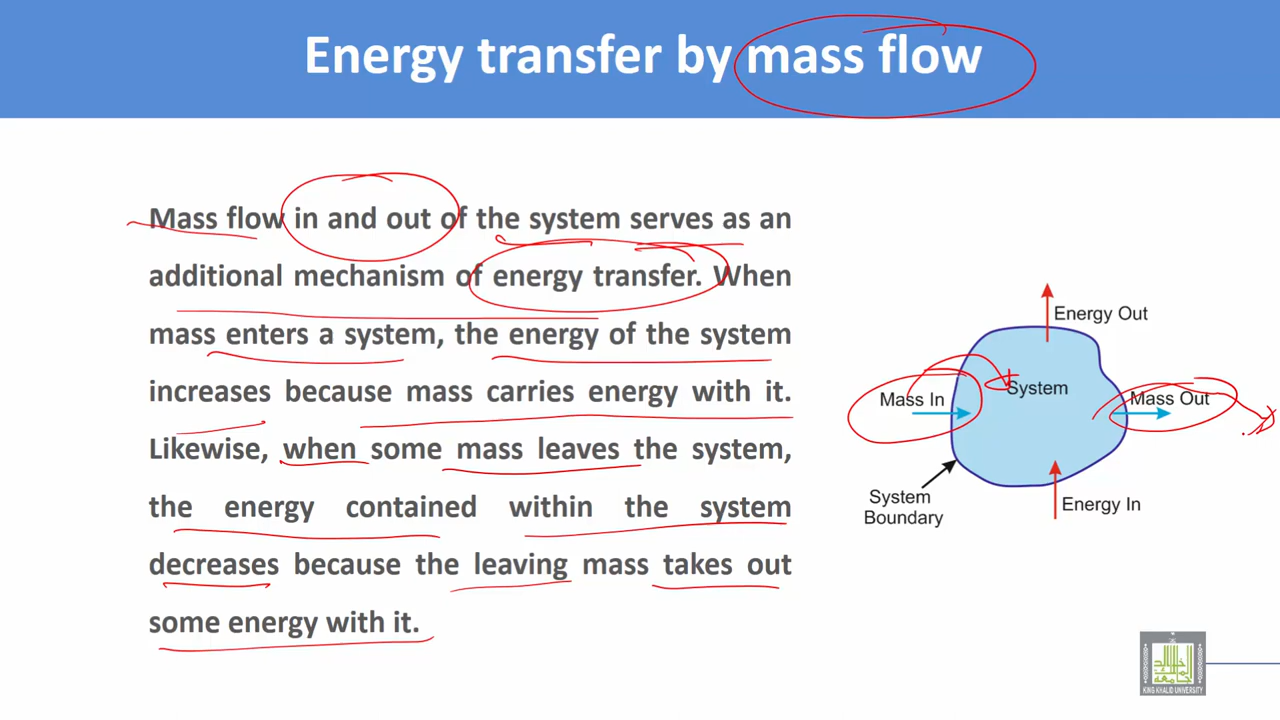 Energy transfer by mass flow
Mass flow in and out of the system serves as an
additional mechanism of energy transfer. When
mass enters a system, the energy of the system
increases because mass carries energy with it.
Likewise, when some mass leaves the system,
the energy contained within the system
decreases because the leaving mass takes out
some energy with it.
Energy Out
System
Mass In
Mass Out
System
Boundary
Energy In
KING KHALID UNIVERSITY